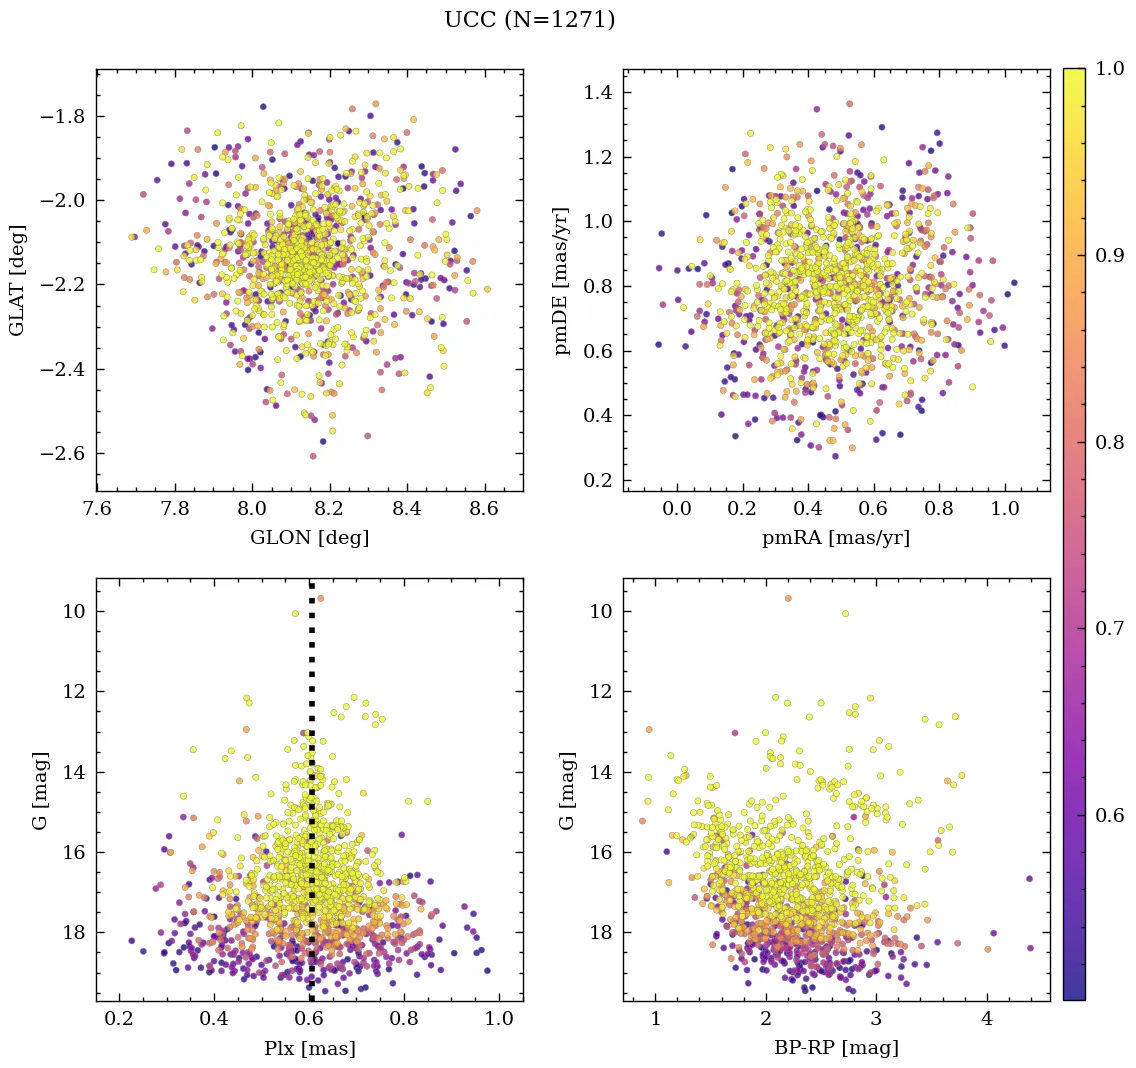 UCC (N=1271)
−1.8
−2.0
−2.2
−2.4
−2.6
GLAT [deg]
7.6 7.8 8.0 8.2 8.4 8.6
GLON [deg]
1.4
1.2
1.0
0.8
0.6
0.4
0.2
pmDE [mas/yr]
0.0 0.2 0.4 0.6 0.8 1.0
pmRA [mas/yr]
1.0
0.9
0.8
0.7
0.6
10
12
14
16
18
G [mag]
0.2 0.4 0.6 0.8 1.0
Plx [mas]
10
12
14
16
18
G [mag]
1 2 3 4
BP-RP [mag]